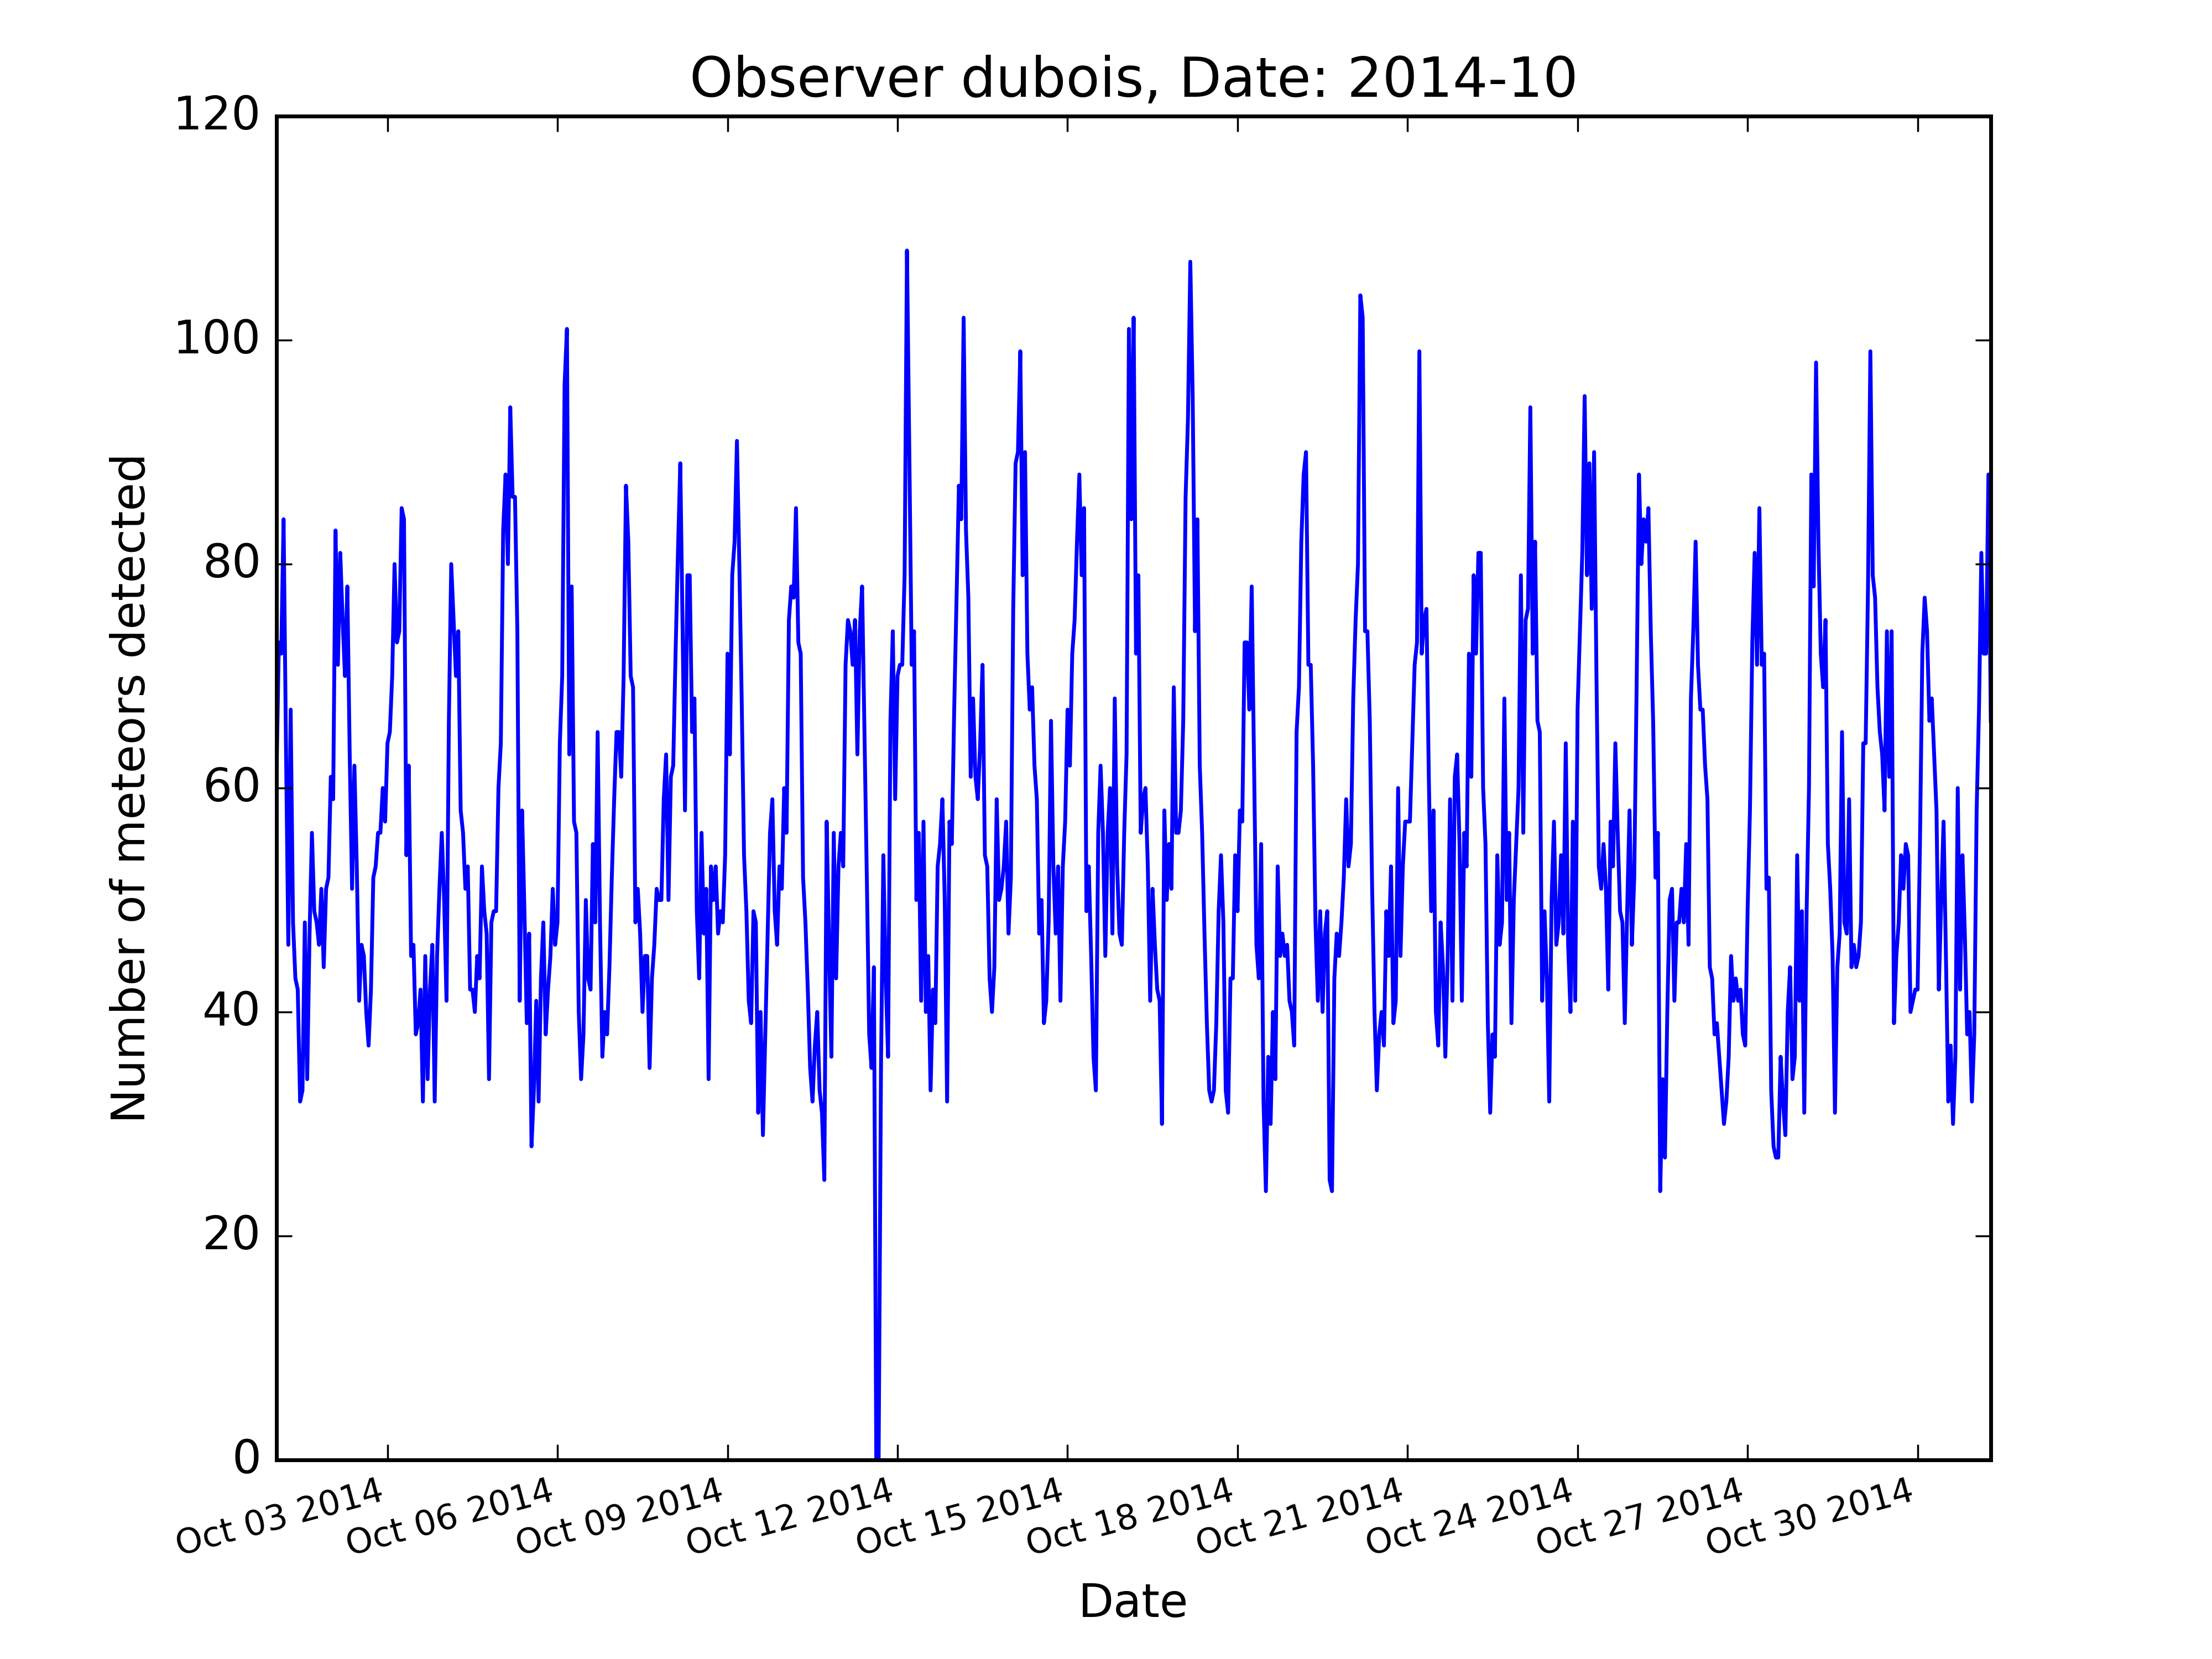 Observer dubois, Date: 2014-10
120
100
80
60
40
20
0
Number of meteors detected
Oct 03 2014
Oct 06 2014
Oct 09 2014
Oct 12 2014
Oct 15 2014
Oct 18 2014
Oct 21 2014
Oct 24 2014
Oct 27 2014
Oct 30 2014
Date